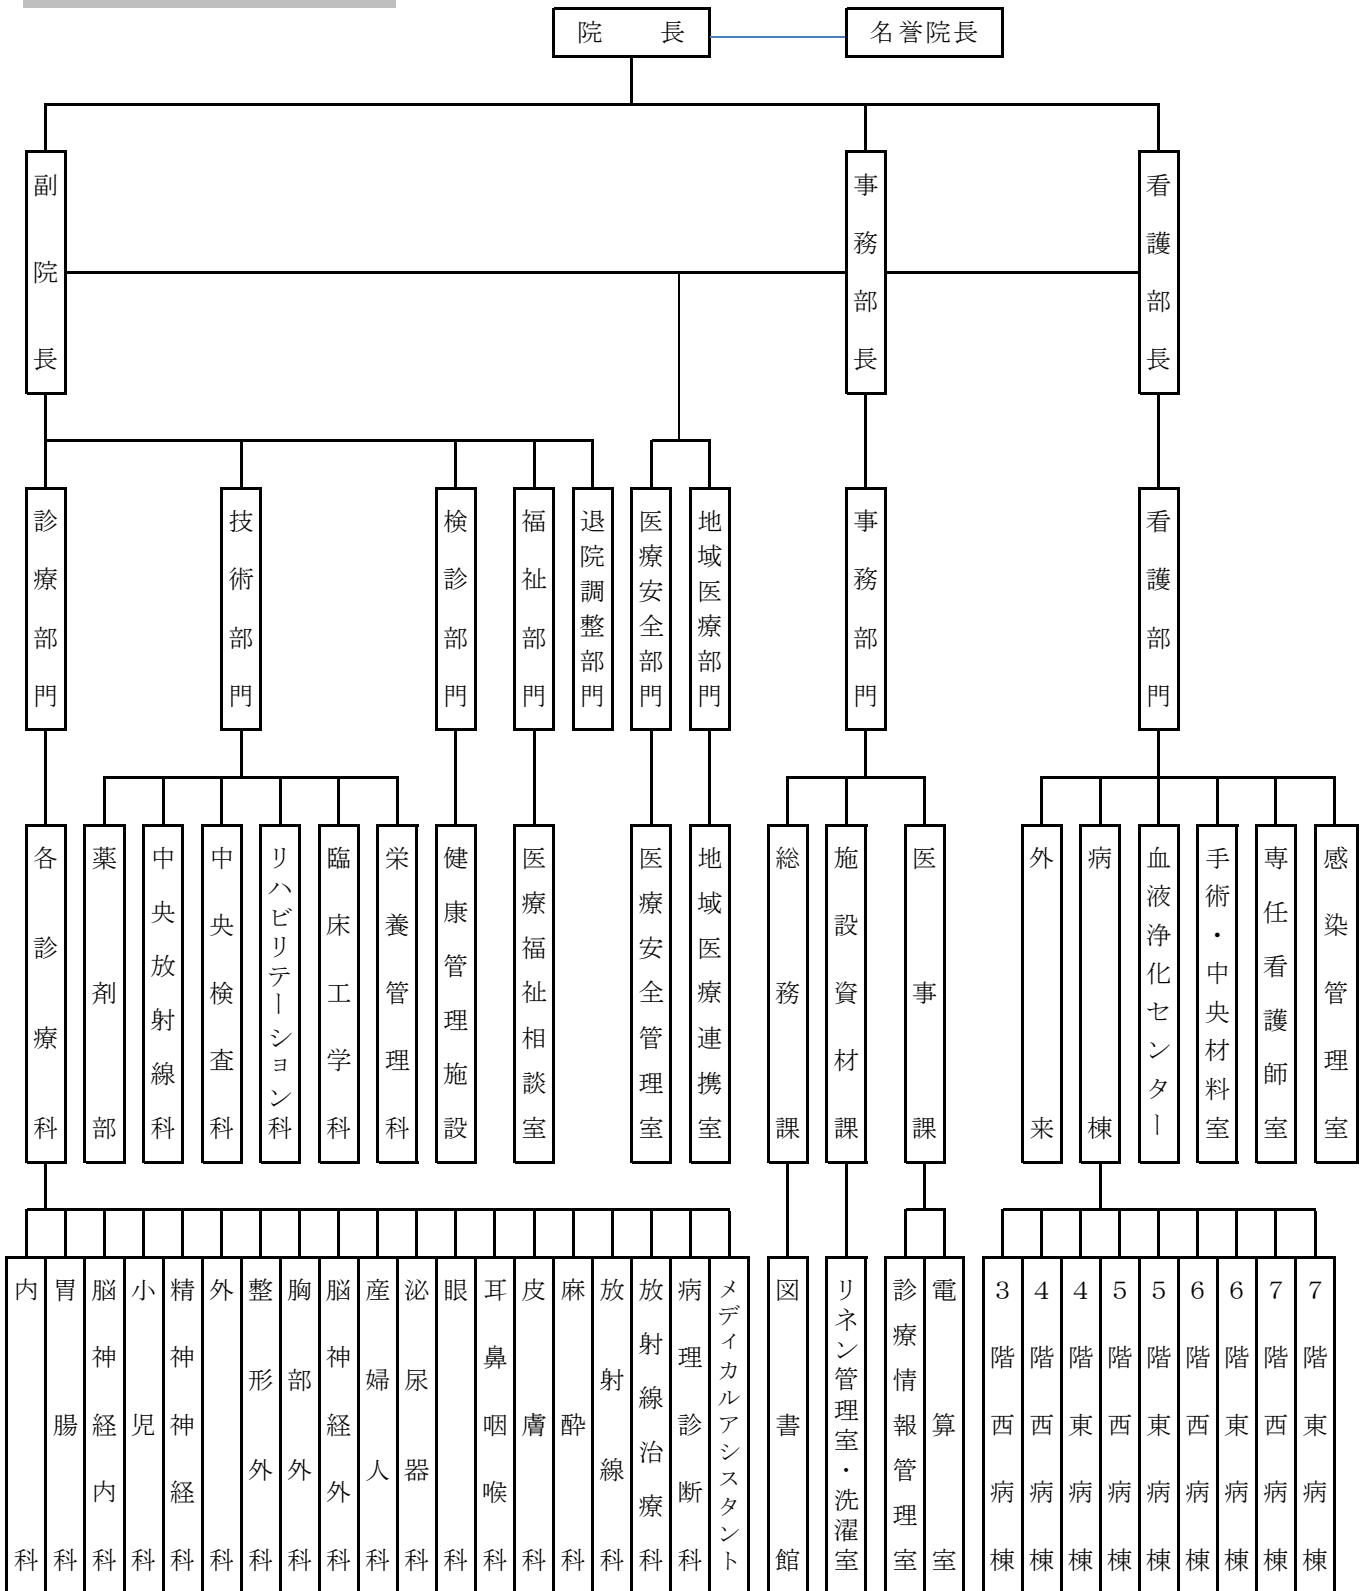 院長
名誉院長
副院長
事務部長
看護部長
診療部門
技術部門
検診部門
福祉部門
退院調整部門
医療安全部門
地域医療部門
事務部門
看護部門
各診療科
薬剤部
中央放射線科
中央検査科
リハビリテーション科
臨床工学科
栄養管理科
健康管理施設
医療福祉相談室
医療安全管理室
地域医療連携室
総務課
施設資材課
医事課
外来
病棟
血液浄化センター
手術・中央材料室
専任看護師室
感染管理室
内科
胃腸科
脳神経内科
小児科
精神神経科
外科
整形外科
胸部外科
脳神経外科
産婦人科
泌尿器科
眼科
耳鼻咽喉科
皮膚科
麻酔科
放射線科
放射線治療科
病理診断科
メディカルアシスタント
図書館
リネン管理室・洗濯室
診療情報管理室
電算室
3階西病棟
4階西病棟
4階東病棟
5階西病棟
5階東病棟
6階西病棟
6階東病棟
7階西病棟
7階東病棟